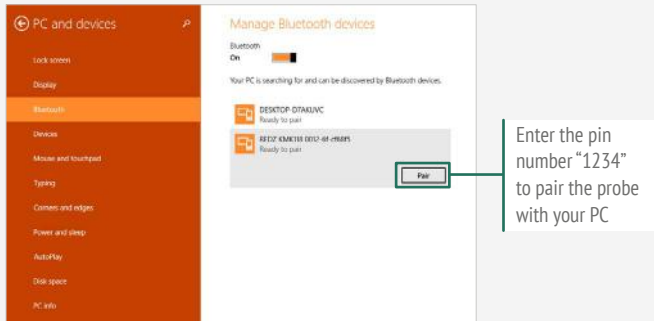 PC and devices
Lock screen
Display
Bluetooth
Devices
Mouse and touchpad
Typing
Corners and edges
Power and sleep
AutoPlay
Disk space
PC info
Manage Bluetooth devices
Bluetooth
On
Your PC is searching for and can be discovered by Bluetooth devices.
Ready to pair
Ready to pair
Pair
Enter the pin
number “1234”
to pair the probe
with your PC